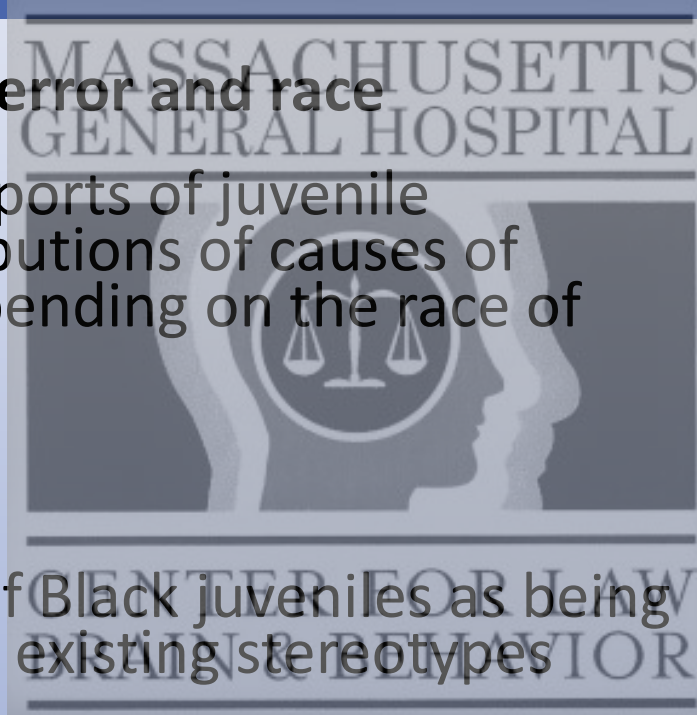 MASSACHUSETTS
error and race
GENERAL HOSPITAL
ports of juvenile
butions of causes of
pending on the race of
CENTER FOR LAW
f Black juveniles as being
BRAIN & BEHAVIOR
existing stereotypes